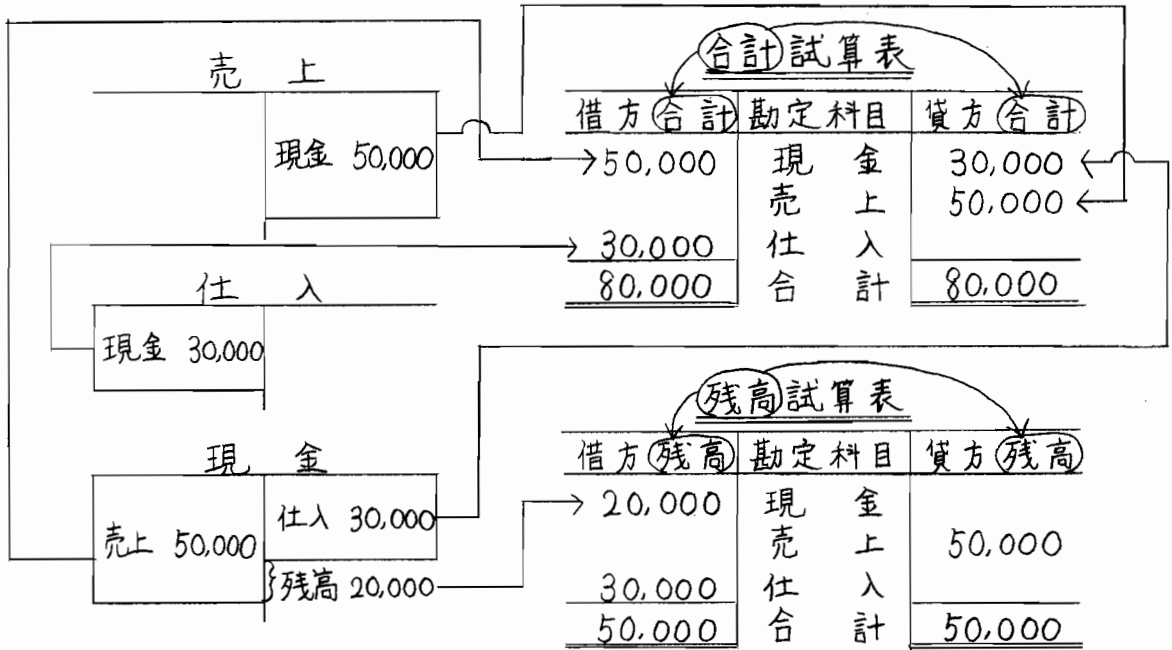 売 上
現金 50,000
仕 入
現金 30,000
現 金
売上 50,000
仕入 30,000
残高 20,000
合計試算表
借方合計 勘定科目 貸方合計
50,000 現 金 30,000
売 上 50,000
30,000 仕 入
80,000 合 計 80,000
残高試算表
借方残高 勘定科目 貸方残高
20,000 現 金
売 上 50,000
30,000 仕 入
50,000 合 計 50,000